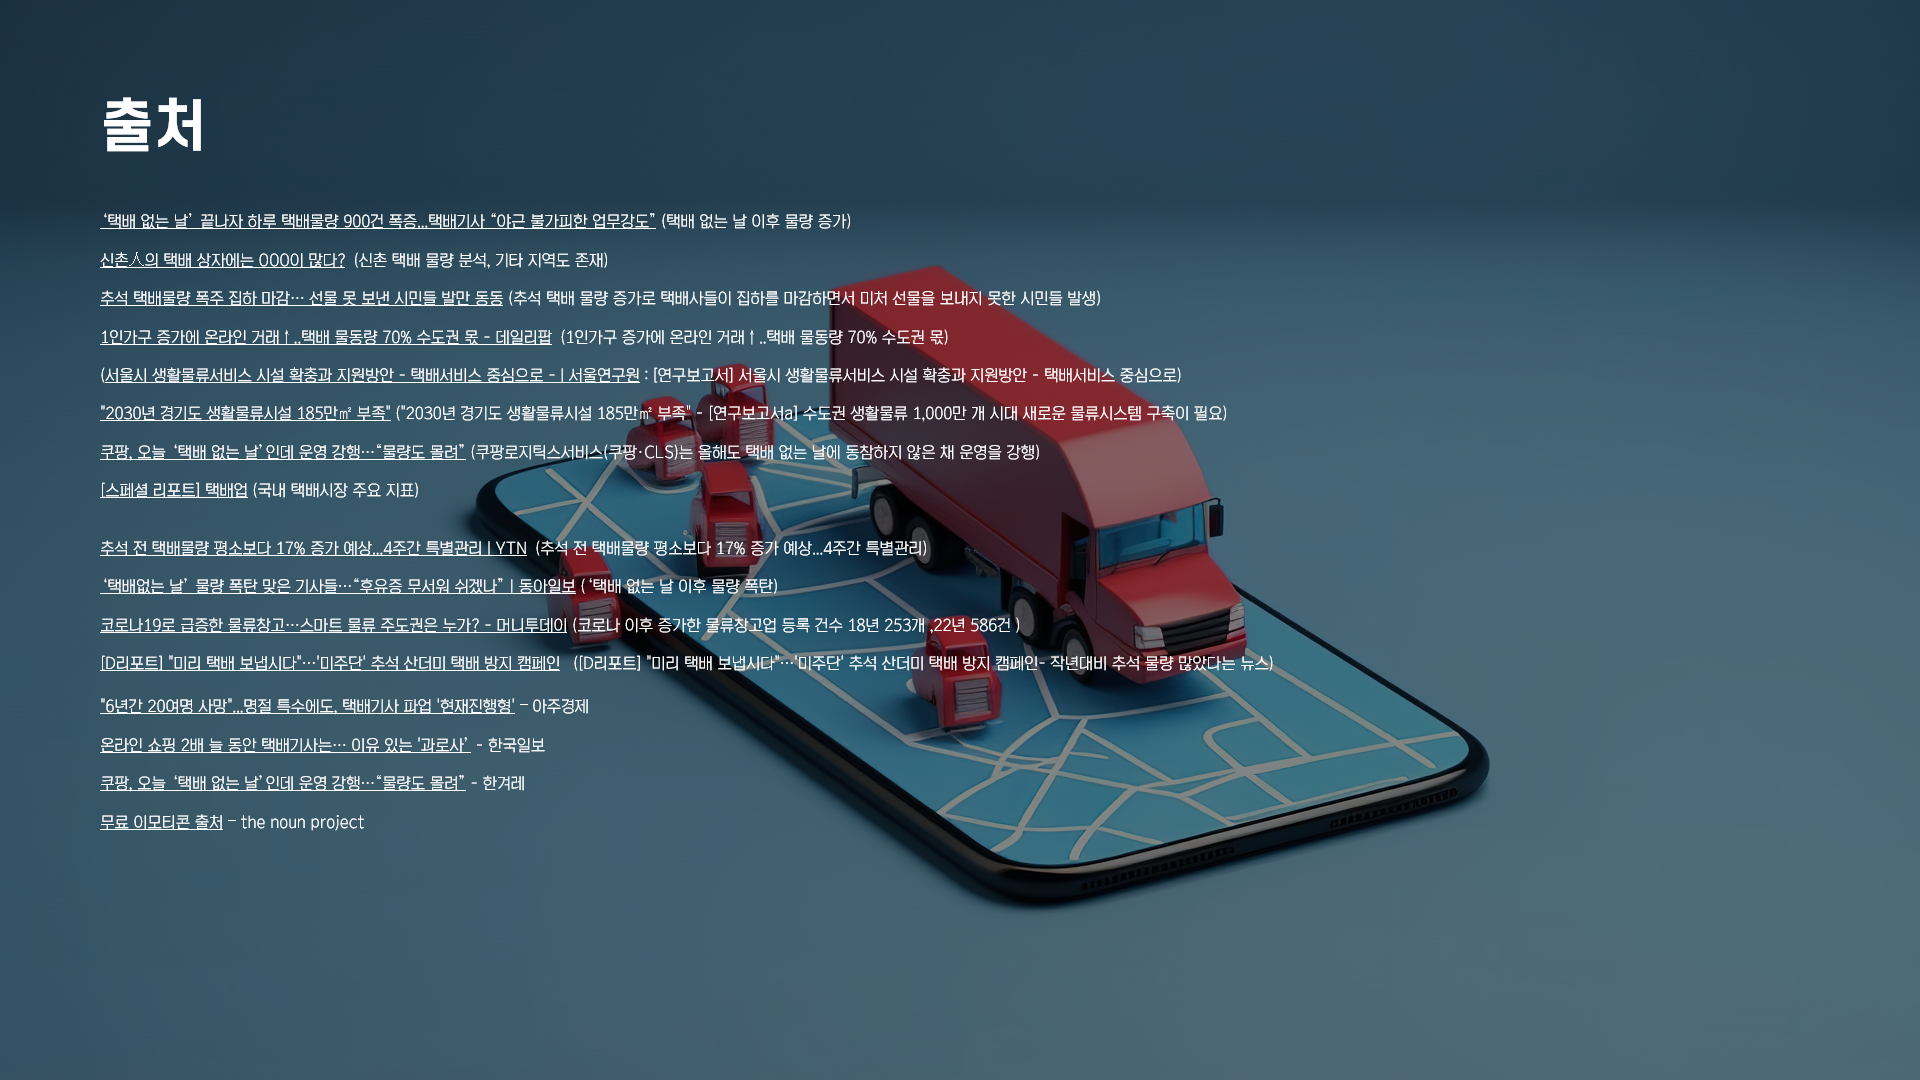 출처
‘택배 없는 날’ 끝나자 하루 택배물량 900건 폭증...택배기사 “야근 불가피한 업무강도” (택배 없는 날 이후 물량 증가)
신촌人의 택배 상자에는 OOO이 많다? (신촌 택배 물량 분석, 기타 지역도 존재)
추석 택배물량 폭주 집하 마감… 선물 못 보낸 시민들 발만 동동 (추석 택배 물량 증가로 택배사들이 집하를 마감하면서 미처 선물을 보내지 못한 시민들 발생)
1인가구 증가에 온라인 거래↑..택배 물동량 70% 수도권 몫 - 데일리팝 (1인가구 증가에 온라인 거래↑..택배 물동량 70% 수도권 몫)
(서울시 생활물류서비스 시설 확충과 지원방안 - 택배서비스 중심으로 - | 서울연구원 : [연구보고서] 서울시 생활물류서비스 시설 확충과 지원방안 - 택배서비스 중심으로)
"2030년 경기도 생활물류시설 185만㎡ 부족" ("2030년 경기도 생활물류시설 185만㎡ 부족" - [연구보고서a] 수도권 생활물류 1,000만 개 시대 새로운 물류시스템 구축이 필요)
쿠팡, 오늘 ‘택배 없는 날’인데 운영 강행…“물량도 몰려” (쿠팡로지틱스서비스(쿠팡·CLS)는 올해도 택배 없는 날에 동참하지 않은 채 운영을 강행)
[스페셜 리포트] 택배업 (국내 택배시장 주요 지표)
추석 전 택배물량 평소보다 17% 증가 예상...4주간 특별관리 | YTN (추석 전 택배물량 평소보다 17% 증가 예상...4주간 특별관리)
‘택배없는 날’ 물량 폭탄 맞은 기사들…“후유증 무서워 쉬겠나” | 동아일보 ( ‘택배 없는 날 이후 물량 폭탄)
코로나19로 급증한 물류창고…스마트 물류 주도권은 누가? - 머니투데이 (코로나 이후 증가한 물류창고업 등록 건수 18년 253개 ,22년 586건 )
[D리포트] "미리 택배 보냅시다"…'미주단' 추석 산더미 택배 방지 캠페인 ([D리포트] "미리 택배 보냅시다"…'미주단' 추석 산더미 택배 방지 캠페인- 작년대비 추석 물량 많았다는 뉴스)
"6년간 20여명 사망"...명절 특수에도, 택배기사 파업 '현재진행형' – 아주경제
온라인 쇼핑 2배 늘 동안 택배기사는… 이유 있는 '과로사’ - 한국일보
쿠팡, 오늘 ‘택배 없는 날’인데 운영 강행…“물량도 몰려” - 한겨레
무료 이모티콘 출처 – the noun project